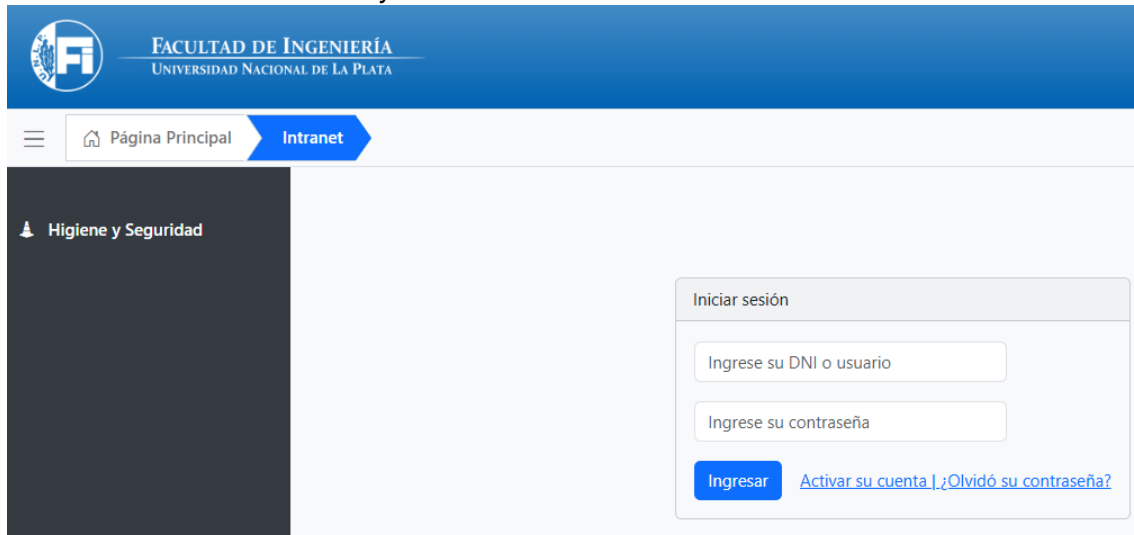 FACULTAD DE INGENIERÍA
UNIVERSIDAD NACIONAL DE LA PLATA
Página Principal
Intranet
Higiene y Seguridad
Iniciar sesión
Ingrese su DNI o usuario
Ingrese su contraseña
Ingresar
Activar su cuenta | ¿Olvidó su contraseña?